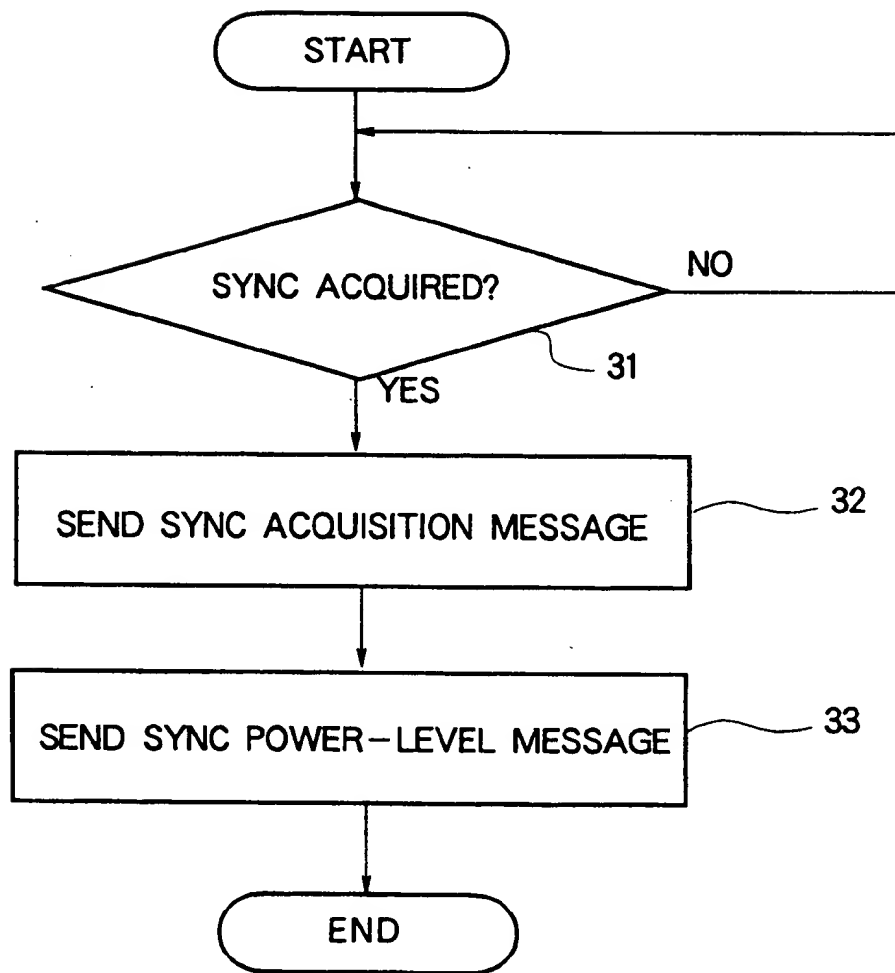 START
SYNC ACQUIRED?
NO
31
YES
SEND SYNC ACQUISITION MESSAGE
32
SEND SYNC POWER-LEVEL MESSAGE
33
END